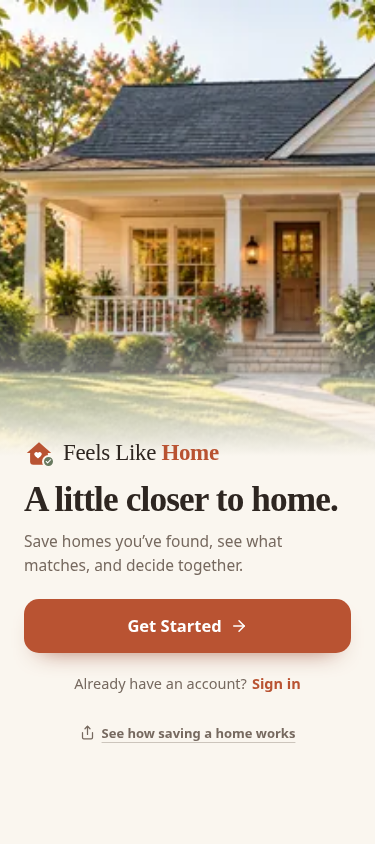 Feels Like Home
A little closer to home.
Save homes you’ve found, see what
matches, and decide together.
Get Started
Already have an account? Sign in
See how saving a home works